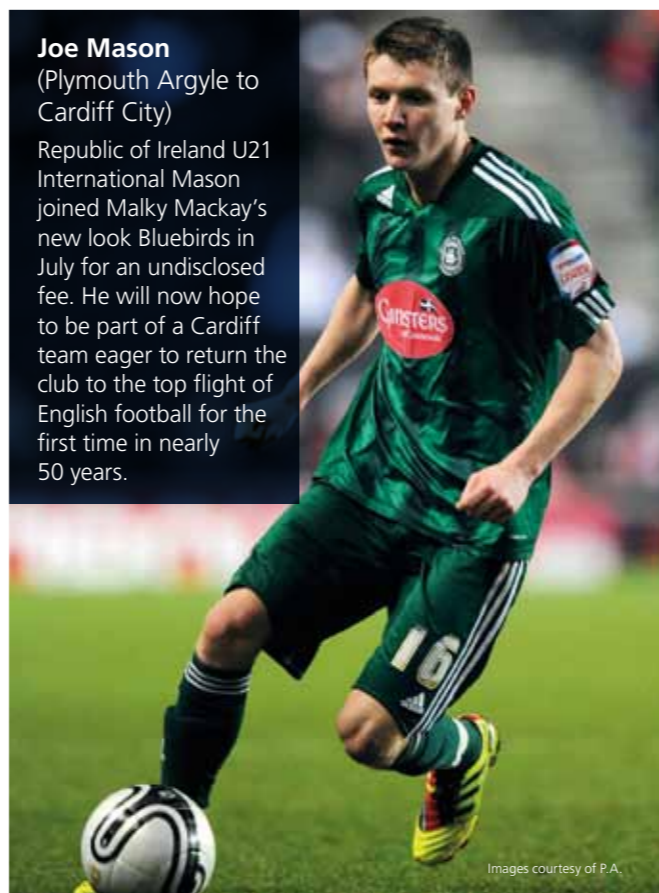 Joe Mason
(Plymouth Argyle to
Cardiff City)
Republic of Ireland U21
International Mason
joined Malky Mackay's
new look Bluebirds in
July for an undisclosed
fee. He will now hope
to be part of a Cardiff
team eager to return the
club to the top flight of
English football for the
first time in nearly
50 years.
GINSTERS
16
adidas
Images courtesy of P.A.